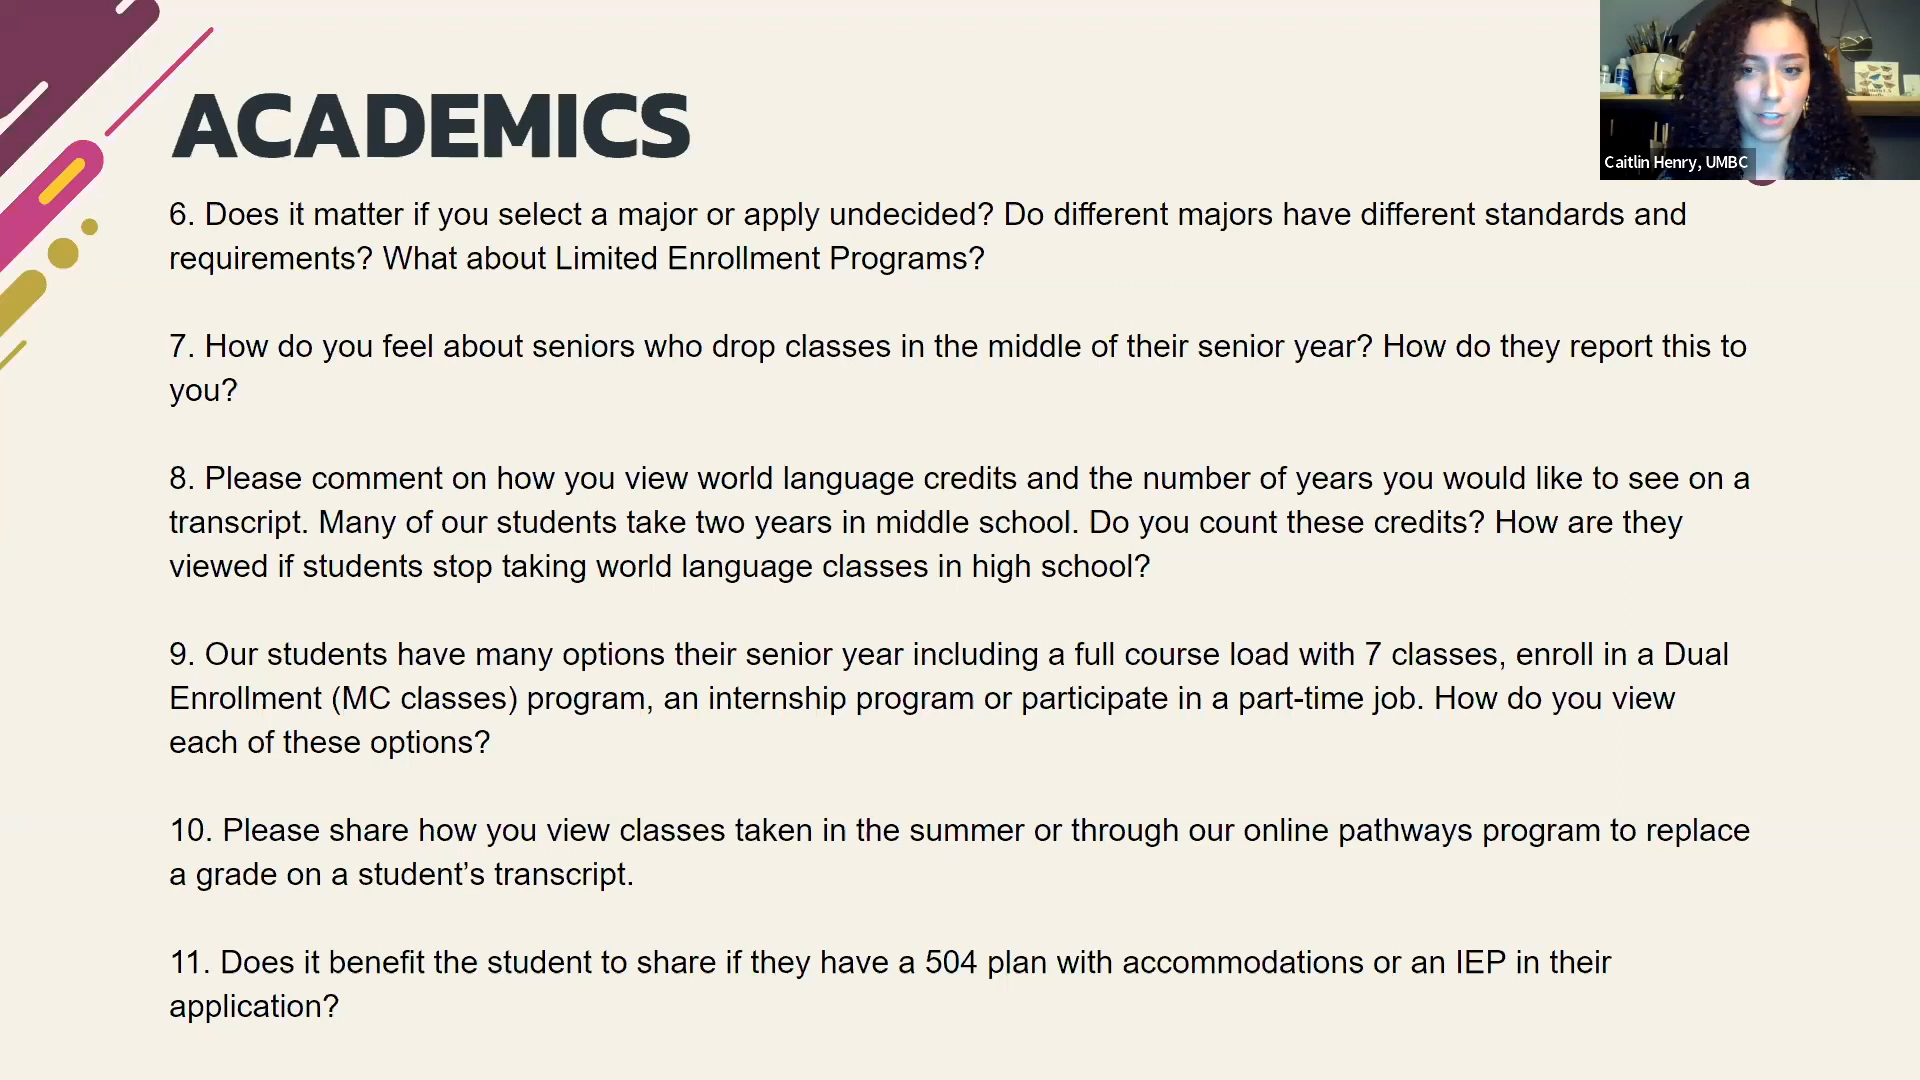 ACADEMICS
Caitlin Henry, UMBC
6. Does it matter if you select a major or apply undecided? Do different majors have different standards and
requirements? What about Limited Enrollment Programs?
7. How do you feel about seniors who drop classes in the middle of their senior year? How do they report this to
you?
8. Please comment on how you view world language credits and the number of years you would like to see on a
transcript. Many of our students take two years in middle school. Do you count these credits? How are they
viewed if students stop taking world language classes in high school?
9. Our students have many options their senior year including a full course load with 7 classes, enroll in a Dual
Enrollment (MC classes) program, an internship program or participate in a part-time job. How do you view
each of these options?
10. Please share how you view classes taken in the summer or through our online pathways program to replace
a grade on a student’s transcript.
11. Does it benefit the student to share if they have a 504 plan with accommodations or an IEP in their
application?